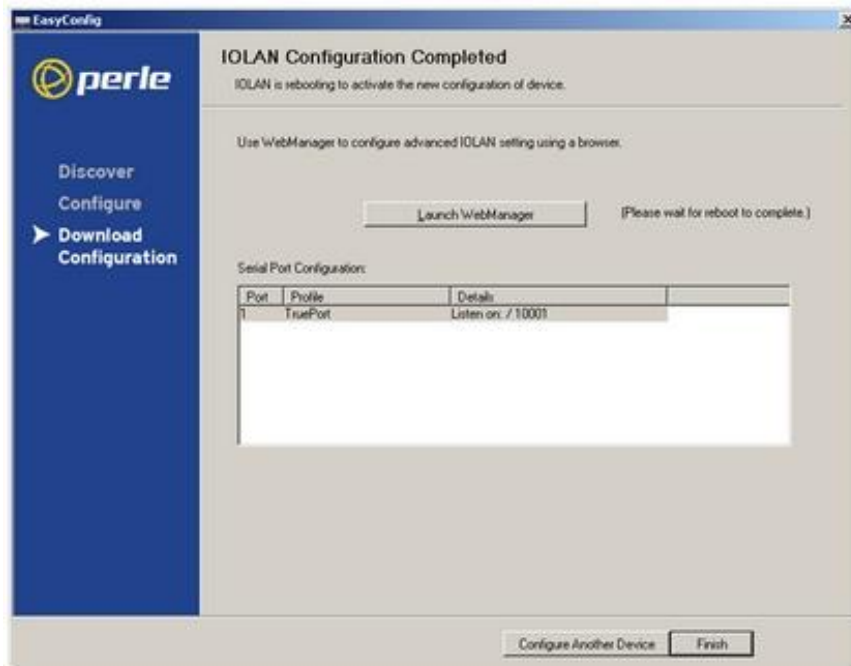 EasyConfig
perle
Discover
Configure
Download
Configuration
IOLAN Configuration Completed
IOLAN is rebooting to activate the new configuration of device.
Use WebManager to configure advanced IOLAN setting using a browser.
Launch WebManager
(Please wait for reboot to complete.)
Serial Port Configuration:
Port Profile Details
1 TruePort Listen on: / 10001
Configure Another Device
Finish